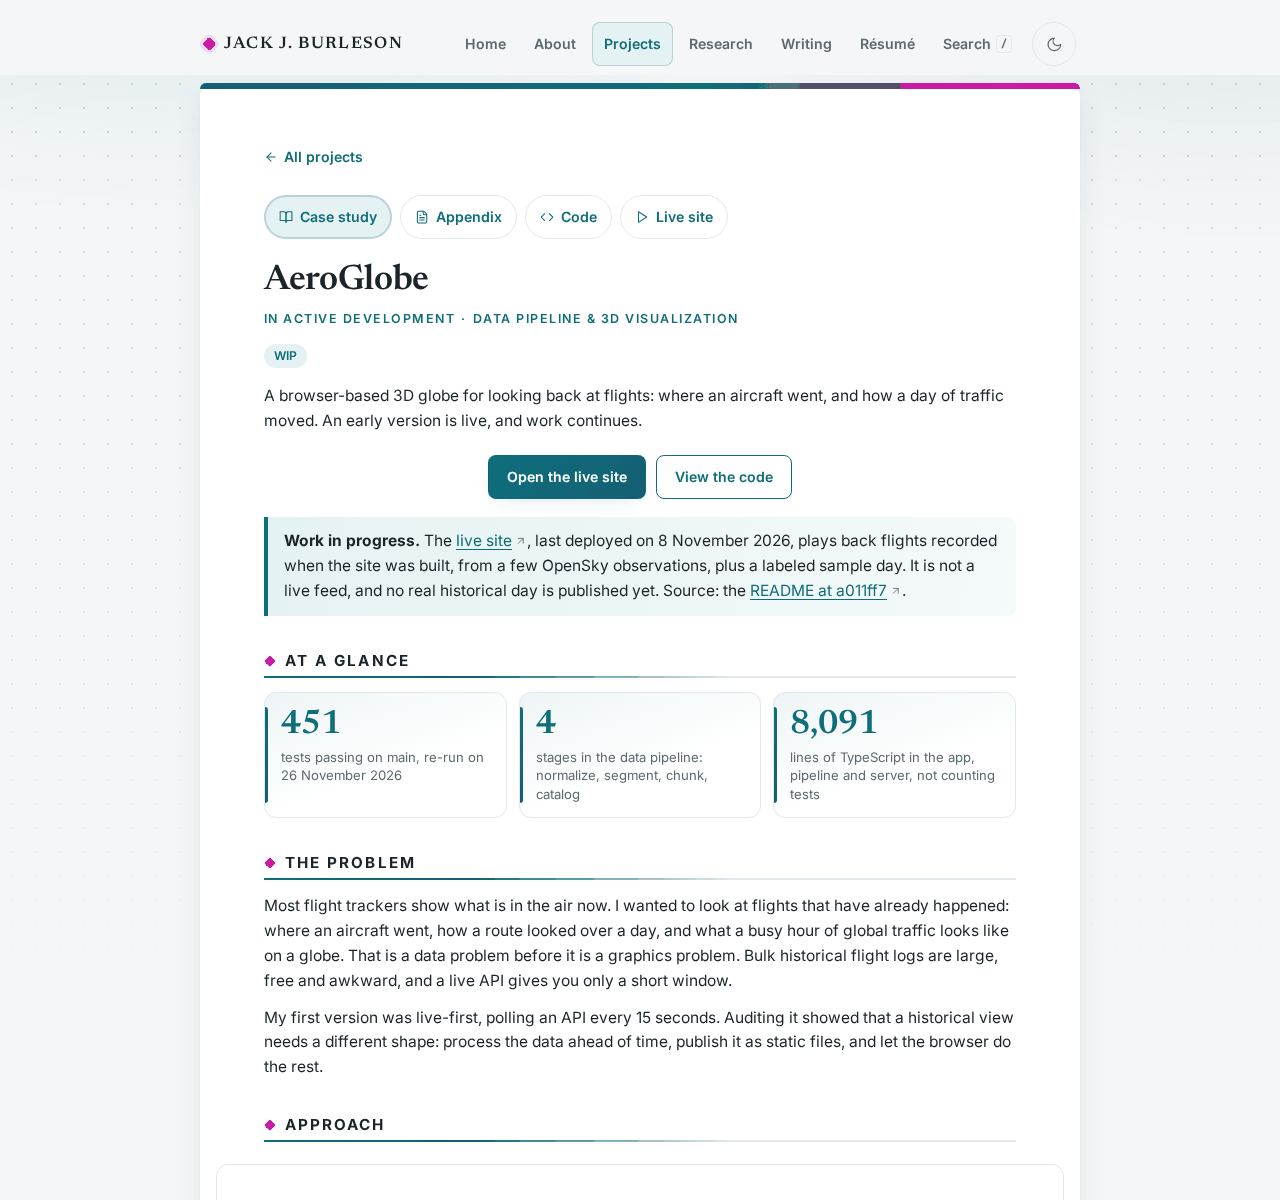 JACK J. BURLESON
Home
About
Projects
Research
Writing
Résumé
Search /
All projects
Case study
Appendix
Code
Live site
AeroGlobe
IN ACTIVE DEVELOPMENT · DATA PIPELINE & 3D VISUALIZATION
WIP
A browser-based 3D globe for looking back at flights: where an aircraft went, and how a day of traffic
moved. An early version is live, and work continues.
Open the live site
View the code
Work in progress. The live site, last deployed on 8 November 2026, plays back flights recorded
when the site was built, from a few OpenSky observations, plus a labeled sample day. It is not a
live feed, and no real historical day is published yet. Source: the README at a011ff7.
AT A GLANCE
451
tests passing on main, re-run on
26 November 2026
4
stages in the data pipeline:
normalize, segment, chunk,
catalog
8,091
lines of TypeScript in the app,
pipeline and server, not counting
tests
THE PROBLEM
Most flight trackers show what is in the air now. I wanted to look at flights that have already happened:
where an aircraft went, how a route looked over a day, and what a busy hour of global traffic looks like
on a globe. That is a data problem before it is a graphics problem. Bulk historical flight logs are large,
free and awkward, and a live API gives you only a short window.
My first version was live-first, polling an API every 15 seconds. Auditing it showed that a historical view
needs a different shape: process the data ahead of time, publish it as static files, and let the browser do
the rest.
APPROACH